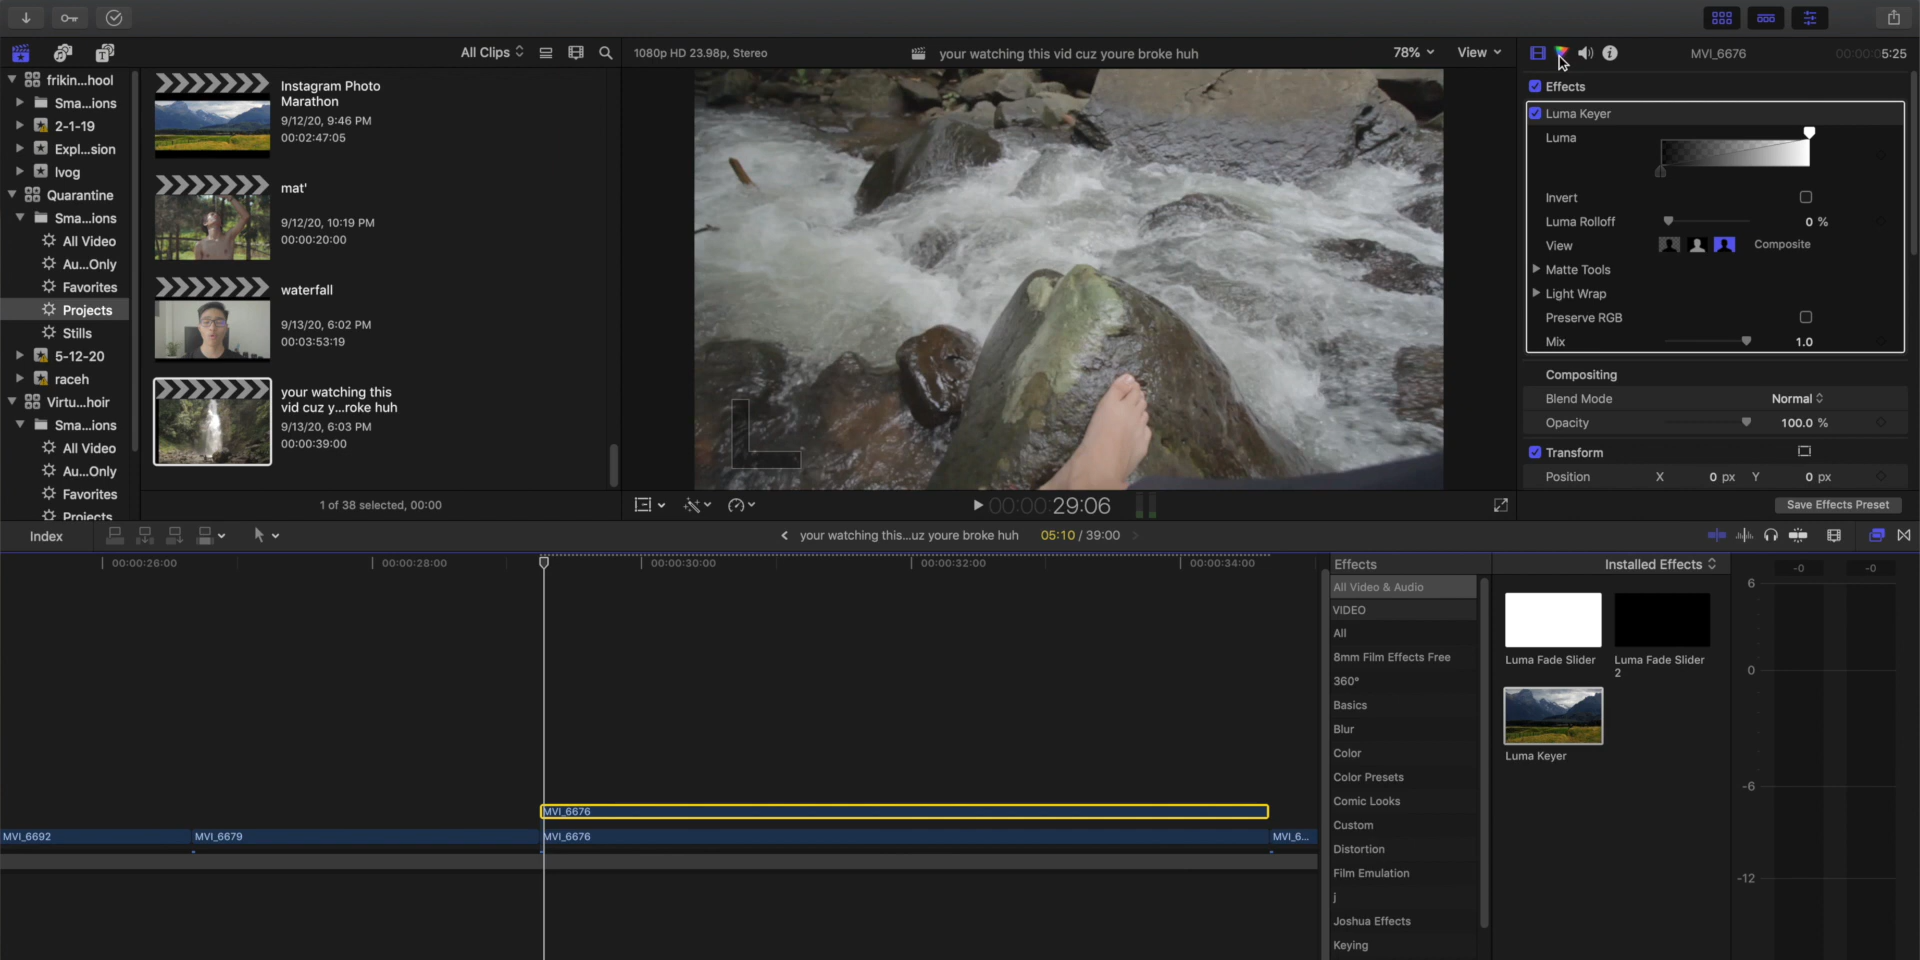 All Clips
1080p HD 23.98p, Stereo
your watching this vid cuz youre broke huh
78%
View
MVI_6676
00:00:05:25
frikin...hool
Sma...ions
2-1-19
Expl...sion
lvog
Quarantine
Sma...ions
All Video
Au...Only
Favorites
Projects
Stills
5-12-20
raceh
Virtu...hoir
Sma...ions
All Video
Au...Only
Favorites
Projects
Instagram Photo
Marathon
9/12/20, 9:46 PM
00:02:47:05
mat'
9/12/20, 10:19 PM
00:00:20:00
waterfall
9/13/20, 6:02 PM
00:03:53:19
your watching this
vid cuz y...roke huh
9/13/20, 6:03 PM
00:00:39:00
1 of 38 selected, 00:00
00:00:29:06
Effects
Luma Keyer
Luma
Invert
Luma Rolloff
0 %
View
Composite
Matte Tools
Light Wrap
Preserve RGB
Mix
1.0
Compositing
Blend Mode
Normal
Opacity
100.0 %
Transform
Position
X
0 px
Y
0 px
Save Effects Preset
Index
your watching this...uz youre broke huh
05:10 / 39:00
00:00:26:00
00:00:28:00
00:00:30:00
00:00:32:00
00:00:34:00
MVI_6676
MVI_6692
MVI_6679
MVI_6676
MVI_6...
Effects
Installed Effects
All Video & Audio
VIDEO
All
8mm Film Effects Free
360°
Basics
Blur
Color
Color Presets
Comic Looks
Custom
Distortion
Film Emulation
j
Joshua Effects
Keying
Luma Fade Slider
Luma Fade Slider
2
Luma Keyer
-0
-0
6
0
-6
-12